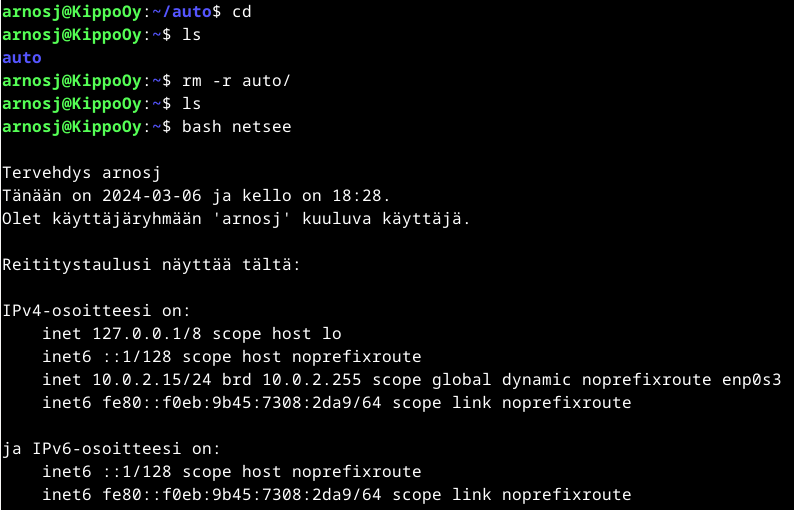 arnosj@KippoOy:~/auto$ cd
arnosj@KippoOy:~$ ls
auto
arnosj@KippoOy:~$ rm -r auto/
arnosj@KippoOy:~$ ls
arnosj@KippoOy:~$ bash netsee
Tervehdys arnosj
Tänään on 2024-03-06 ja kello on 18:28.
Olet käyttäjäryhmään 'arnosj' kuuluva käyttäjä.
Reititystaulusi näyttää tältä:
IPv4-osoitteesi on:
    inet 127.0.0.1/8 scope host lo
    inet6 ::1/128 scope host noprefixroute
    inet 10.0.2.15/24 brd 10.0.2.255 scope global dynamic noprefixroute enp0s3
    inet6 fe80::f0eb:9b45:7308:2da9/64 scope link noprefixroute
ja IPv6-osoitteesi on:
    inet6 ::1/128 scope host noprefixroute
    inet6 fe80::f0eb:9b45:7308:2da9/64 scope link noprefixroute